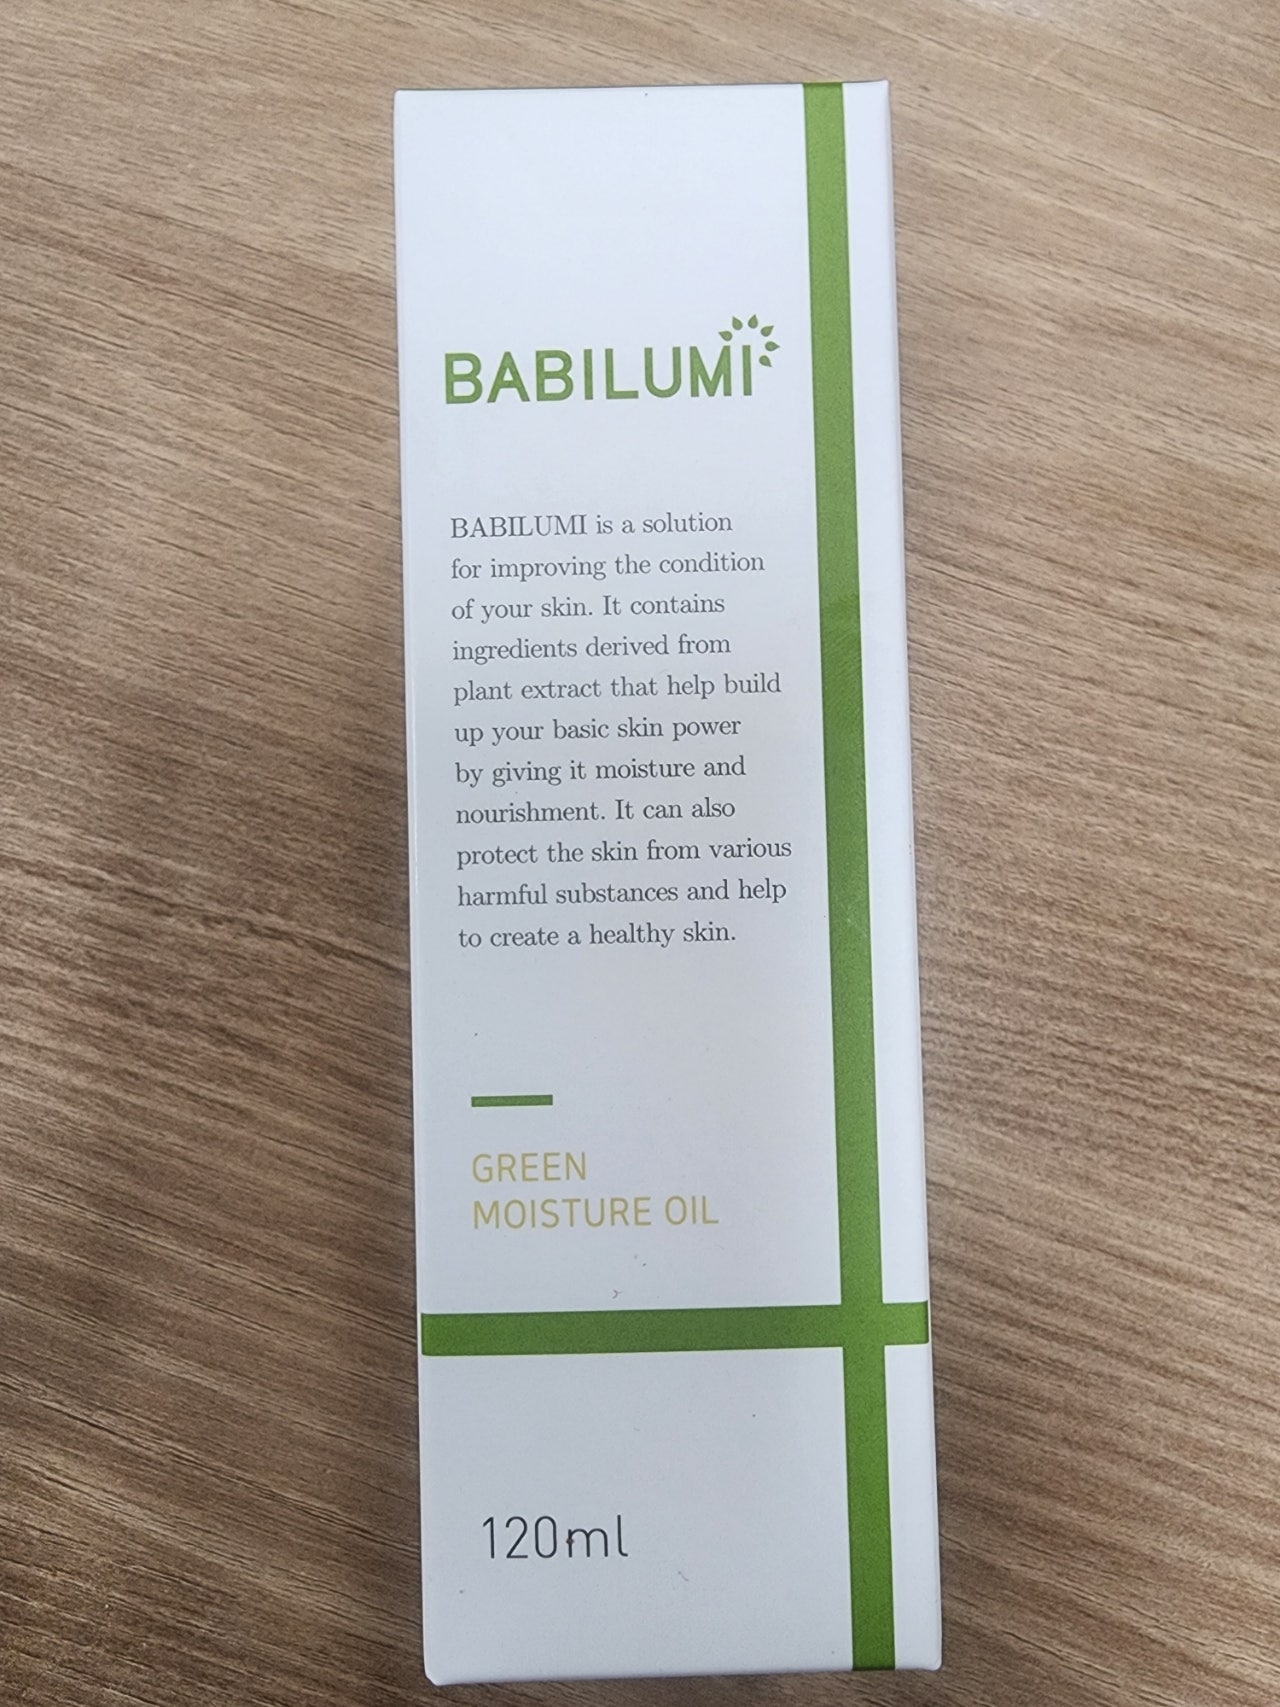 BABILUMI
BABILUMI is a solution
for improving the condition
of your skin. It contains
ingredients derived from
plant extract that help build
up your basic skin power
by giving it moisture and
nourishment. It can also
protect the skin from various
harmful substances and help
to create a healthy skin.
GREEN
MOISTURE OIL
120ml